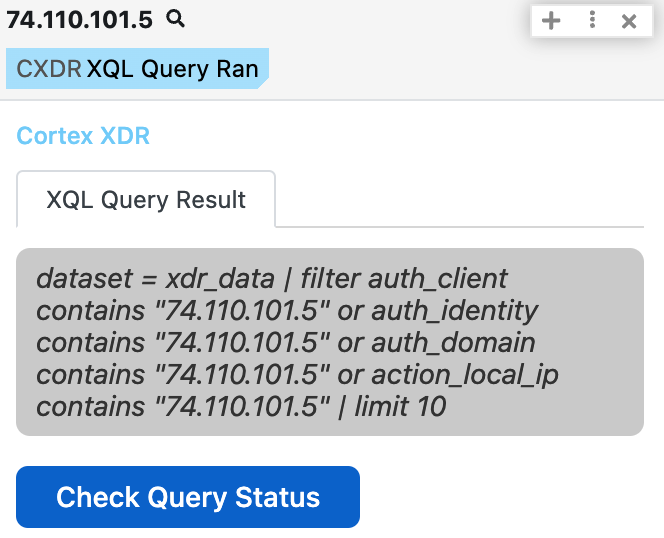 74.110.101.5
CXDR XQL Query Ran
Cortex XDR
XQL Query Result
dataset = xdr_data | filter auth_client
contains "74.110.101.5" or auth_identity
contains "74.110.101.5" or auth_domain
contains "74.110.101.5" or action_local_ip
contains "74.110.101.5" | limit 10
Check Query Status